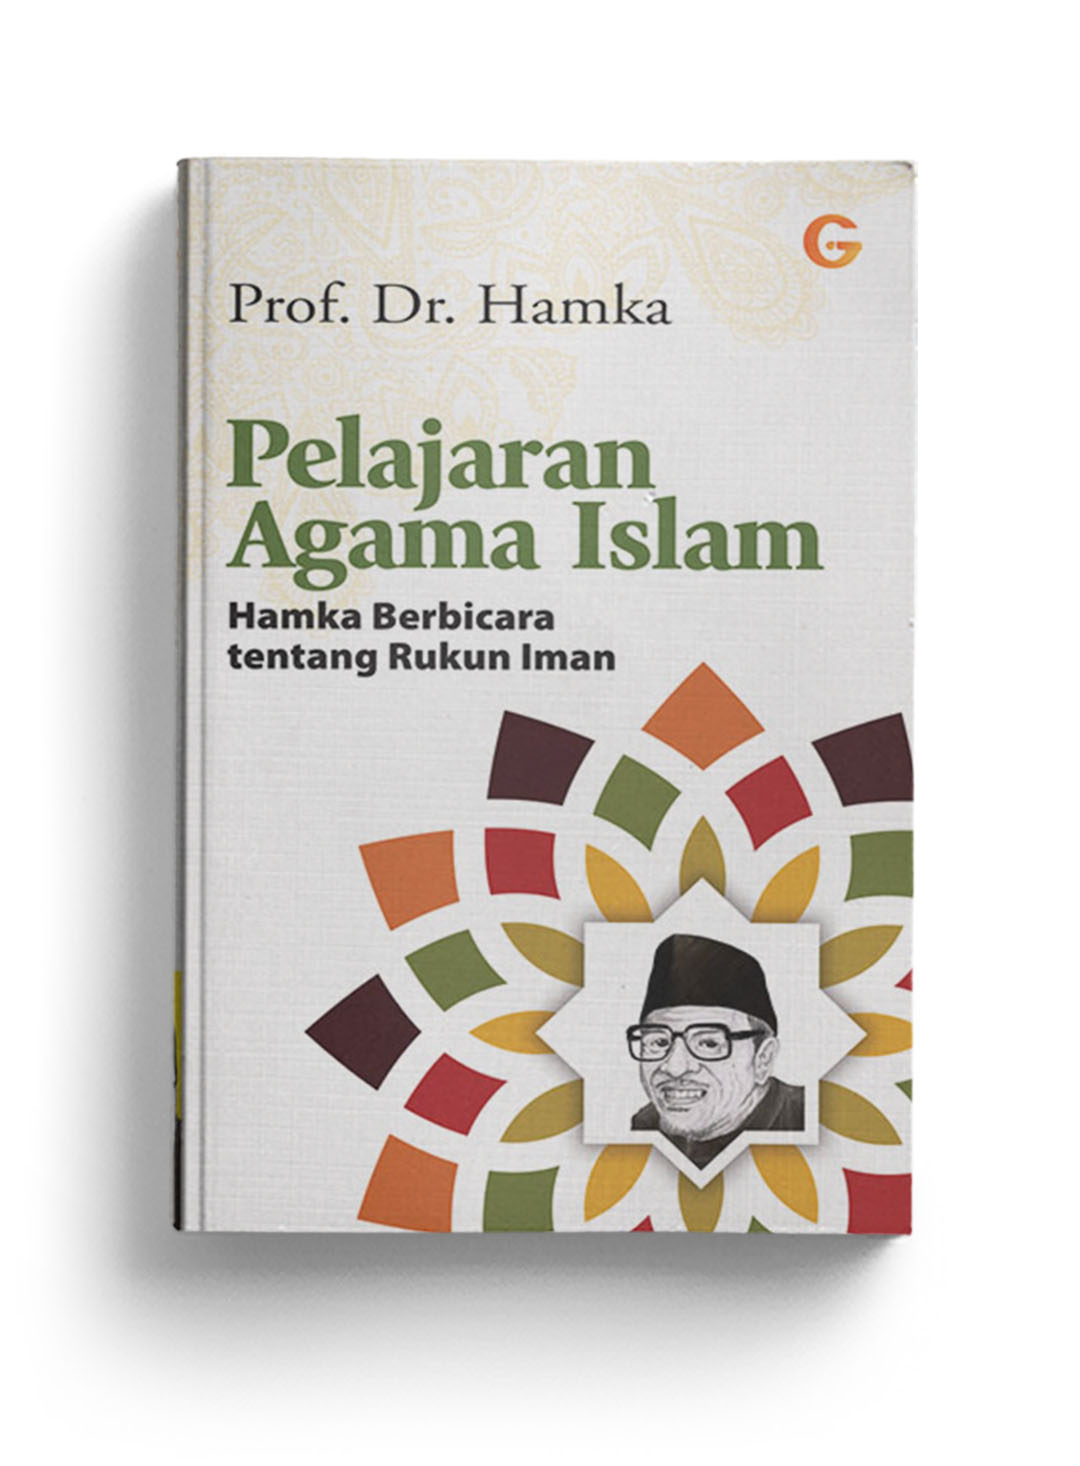 Prof. Dr. Hamka
Pelajaran
Agama Islam
Hamka Berbicara
tentang Rukun Iman